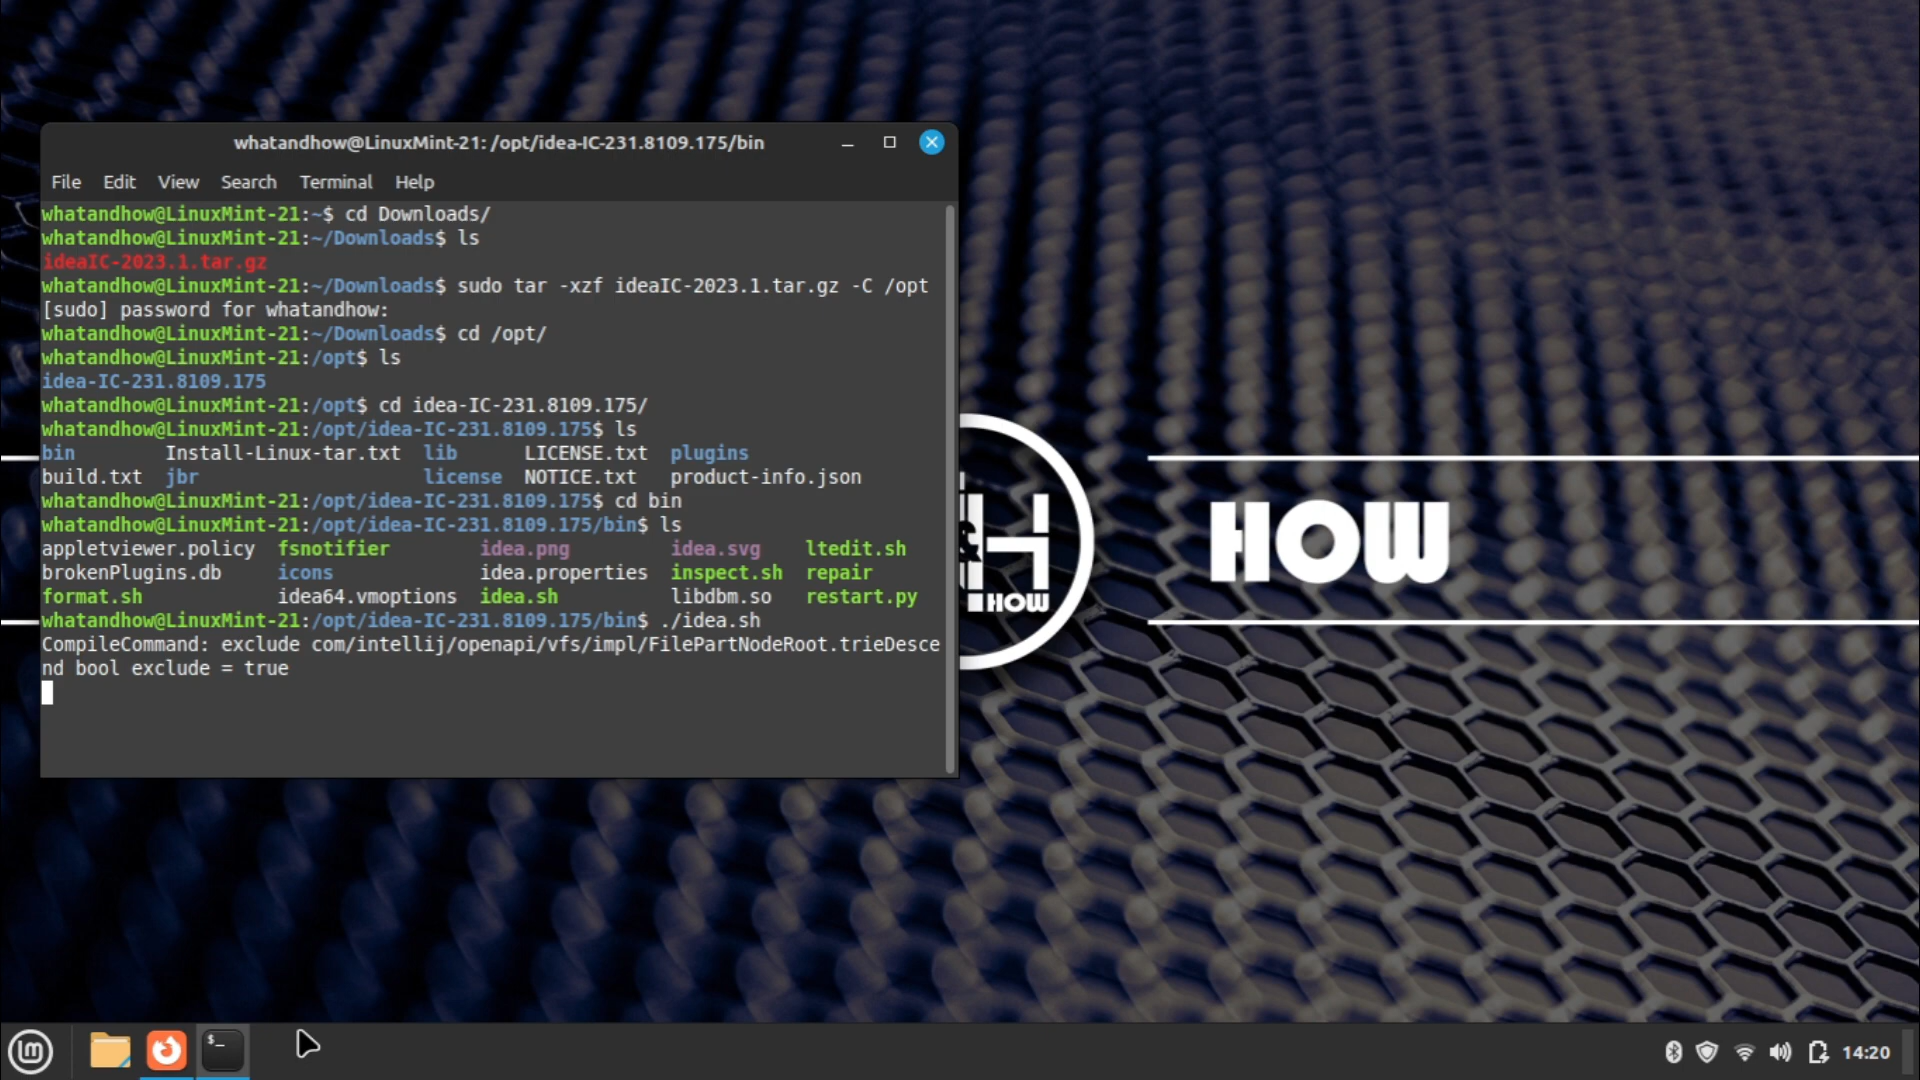 whatandhow@LinuxMint-21: /opt/idea-IC-231.8109.175/bin
File Edit View Search Terminal Help
whatandhow@LinuxMint-21:~$ cd Downloads/
whatandhow@LinuxMint-21:~/Downloads$ ls
ideaIC-2023.1.tar.gz
whatandhow@LinuxMint-21:~/Downloads$ sudo tar -xzf ideaIC-2023.1.tar.gz -C /opt
[sudo] password for whatandhow:
whatandhow@LinuxMint-21:~/Downloads$ cd /opt/
whatandhow@LinuxMint-21:/opt$ ls
idea-IC-231.8109.175
whatandhow@LinuxMint-21:/opt$ cd idea-IC-231.8109.175/
whatandhow@LinuxMint-21:/opt/idea-IC-231.8109.175$ ls
bin Install-Linux-tar.txt lib LICENSE.txt plugins
build.txt jbr license NOTICE.txt product-info.json
whatandhow@LinuxMint-21:/opt/idea-IC-231.8109.175$ cd bin
whatandhow@LinuxMint-21:/opt/idea-IC-231.8109.175/bin$ ls
appletviewer.policy fsnotifier idea.png idea.svg ltedit.sh
brokenPlugins.db icons idea.properties inspect.sh repair
format.sh idea64.vmoptions idea.sh libdbm.so restart.py
whatandhow@LinuxMint-21:/opt/idea-IC-231.8109.175/bin$ ./idea.sh
CompileCommand: exclude com/intellij/openapi/vfs/impl/FilePartNodeRoot.trieDesce
nd bool exclude = true
H
HOW
HOW
14:20